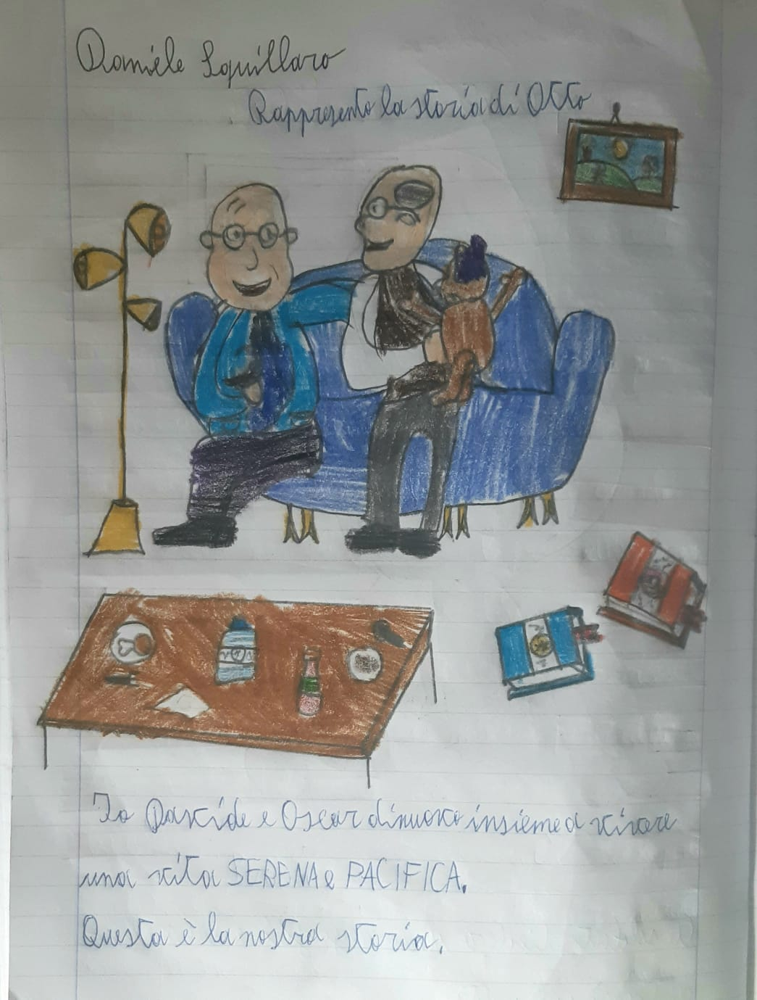 Daniele Squillaro
Rappresento la storia di Otto
Io Davide e Oscar di nuovo insieme a vivere
una vita SERENA e PACIFICA.
Questa è la nostra storia.